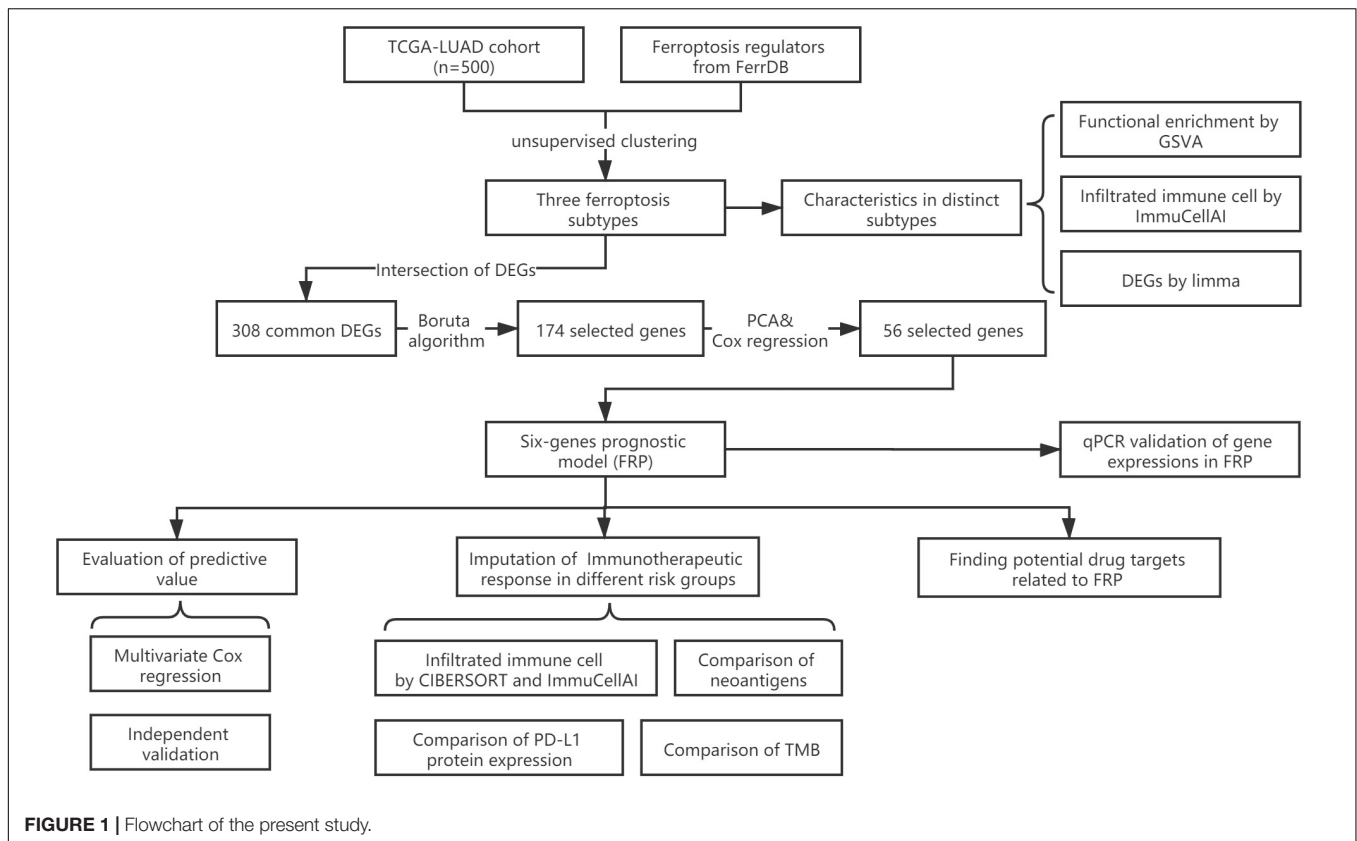 TCGA-LUAD cohort
(n=500)
Ferroptosis regulators
from FerrDB
unsupervised clustering
Three ferroptosis
subtypes
Characteristics in distinct
subtypes
Functional enrichment by
GSVA
Infiltrated immune cell by
ImmuCellAI
DEGs by limma
Intersection of DEGs
308 common DEGs
Boruta
algorithm
174 selected genes
PCA&
Cox regression
56 selected genes
Six-genes prognostic
model (FRP)
qPCR validation of gene
expressions in FRP
Evaluation of predictive
value
Imputation of Immunotherapeutic
response in different risk groups
Finding potential drug targets
related to FRP
Multivariate Cox
regression
Independent
validation
Infiltrated immune cell
by CIBERSORT and ImmuCellAI
Comparison of
neoantigens
Comparison of PD-L1
protein expression
Comparison of TMB
FIGURE 1 | Flowchart of the present study.